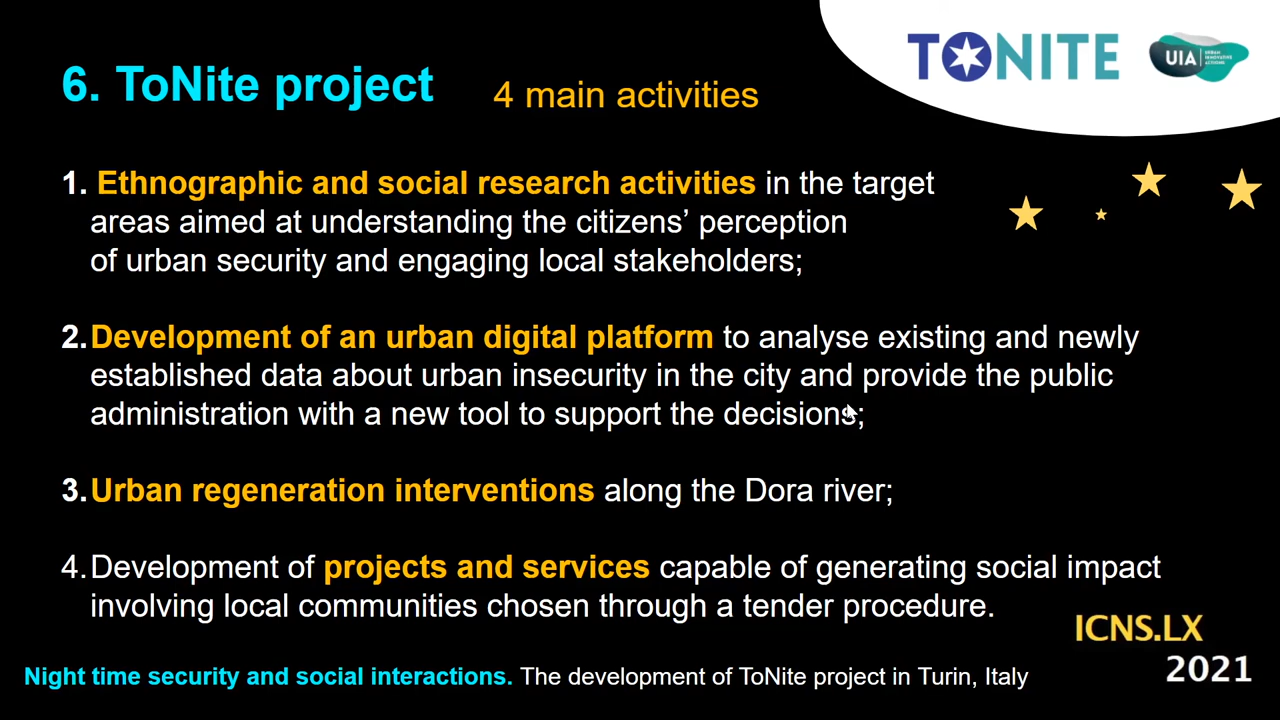 6. ToNite project
4 main activities
TONITE
UIA URBAN INNOVATIVE ACTIONS
1. Ethnographic and social research activities in the target
areas aimed at understanding the citizens’ perception
of urban security and engaging local stakeholders;
2. Development of an urban digital platform to analyse existing and newly
established data about urban insecurity in the city and provide the public
administration with a new tool to support the decisions;
3. Urban regeneration interventions along the Dora river;
4. Development of projects and services capable of generating social impact
involving local communities chosen through a tender procedure.
ICNS.LX
2021
Night time security and social interactions. The development of ToNite project in Turin, Italy